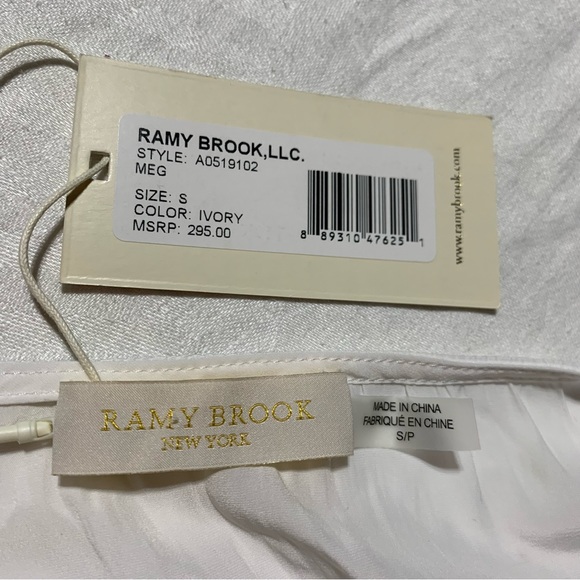 RAMY BROOK,LLC.
STYLE: A0519102
MEG
SIZE: S
COLOR: IVORY
MSRP: 295.00
8 89310 47625 1
www.ramybrook.com
RAMY BROOK
NEW YORK
MADE IN CHINA
FABRIQUÉ EN CHINE
S/P